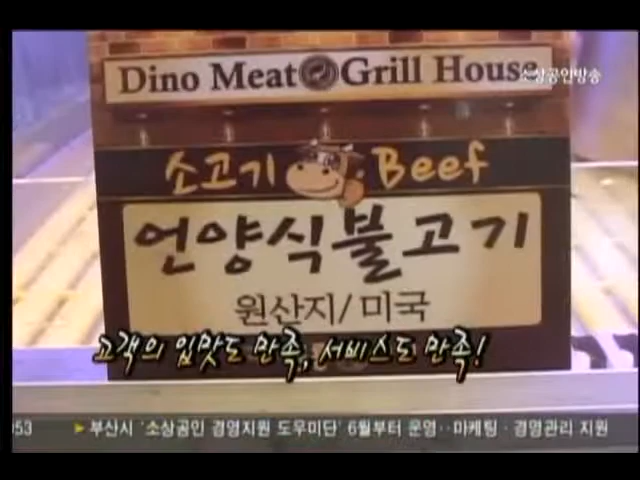 Dino Meat Grill House
소상공인방송
소고기 Beef
언양식불고기
원산지/미국
고객의 입맛도 만족, 서비스도 만족!
053 ▶부산시 '소상공인 경영지원 도우미단' 6월부터 운영‥마케팅·경영관리 지원